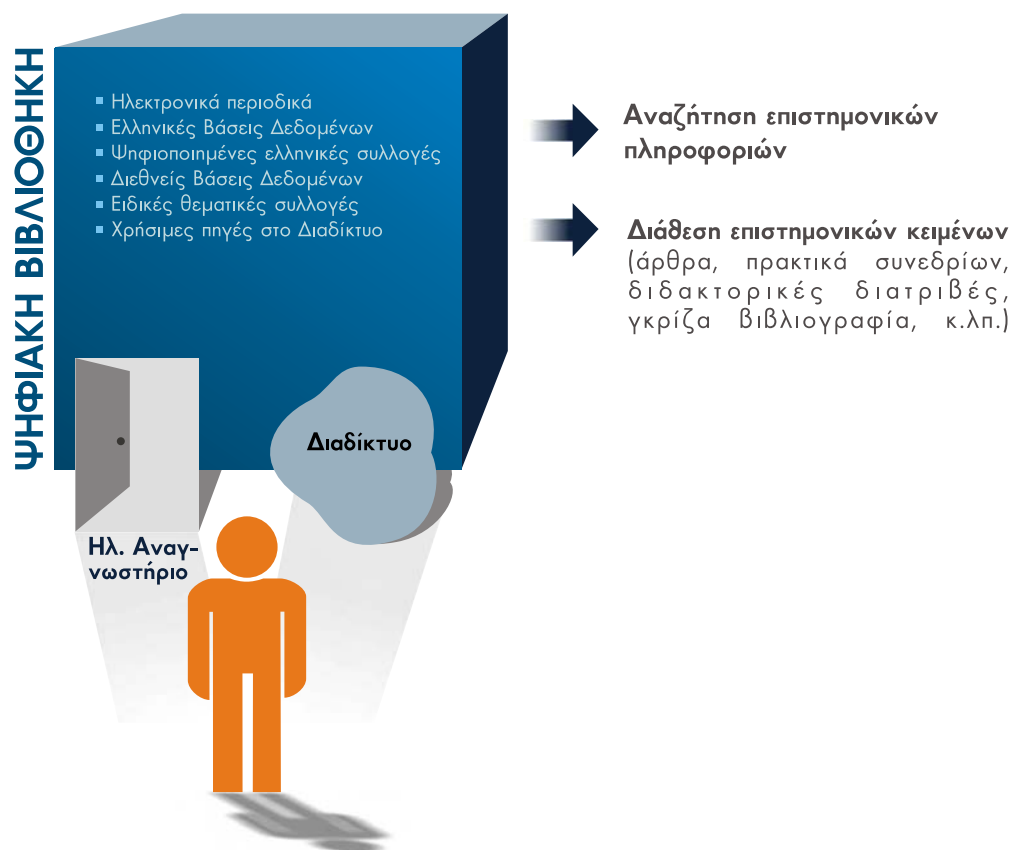 ΨΗΦΙΑΚΗ ΒΙΒΛΙΟΘΗΚΗ
Ηλεκτρονικά περιοδικά
Ελληνικές Βάσεις Δεδομένων
Ψηφιοποιημένες ελληνικές συλλογές
Διεθνείς Βάσεις Δεδομένων
Ειδικές θεματικές συλλογές
Χρήσιμες πηγές στο Διαδίκτυο
Αναζήτηση επιστημονικών
πληροφοριών
Διάθεση επιστημονικών κειμένων
(άρθρα, πρακτικά συνεδρίων,
διδακτορικές διατριβές,
γκρίζα βιβλιογραφία, κ.λπ.)
Διαδίκτυο
Ηλ. Αναγ-
νωστήριο